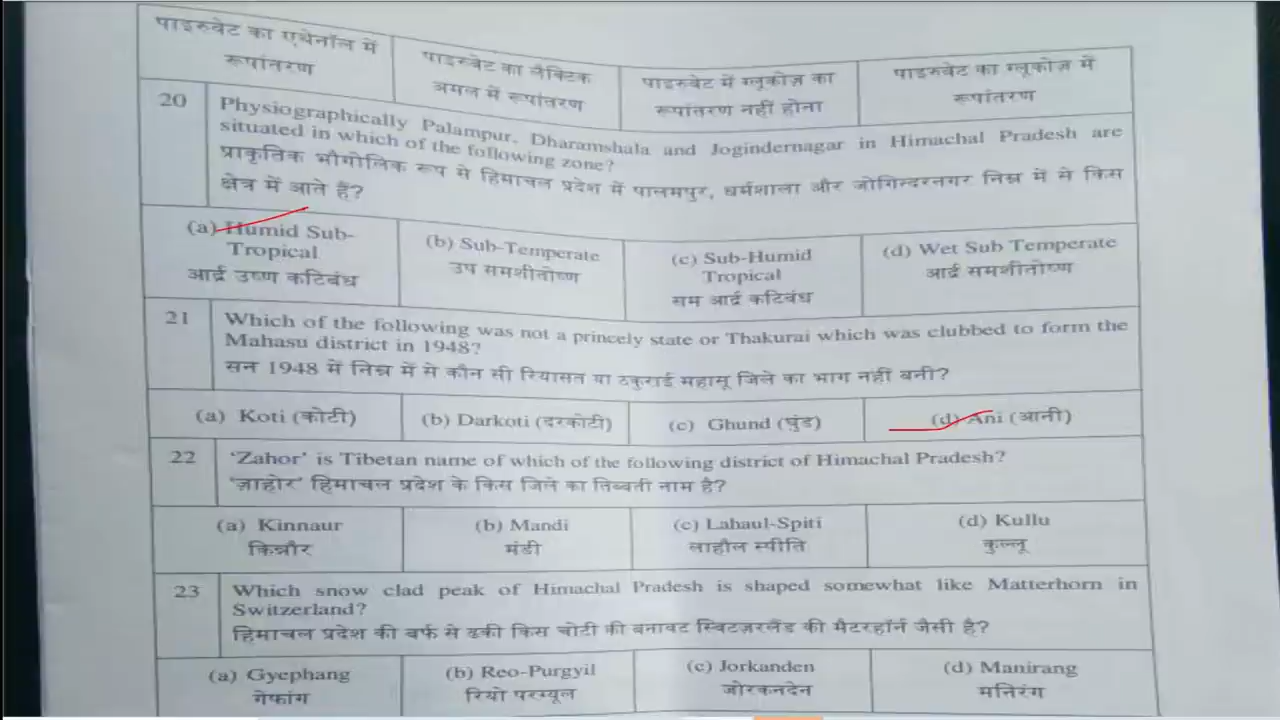 पाइरुवेट का एथेनॉल में
रूपांतरण
पाइरुवेट का लैक्टिक
अमल में रूपांतरण
पाइरुवेट में ग्लूकोज़ का
रूपांतरण नहीं होना
पाइरुवेट का ग्लूकोज़ में
रूपांतरण
20
Physiographically Palampur, Dharamshala and Jogindernagar in Himachal Pradesh are
situated in which of the following zone?
प्राकृतिक भौगोलिक रूप से हिमाचल प्रदेश में पालमपुर, धर्मशाला और जोगिन्दरनगर निम्न में से किस
क्षेत्र में आते हैं?
(a) Humid Sub-
Tropical
आर्द्र उष्ण कटिबंध
(b) Sub-Temperate
उप समशीतोष्ण
(c) Sub-Humid
Tropical
सम आर्द्र कटिबंध
(d) Wet Sub Temperate
आर्द्र समशीतोष्ण
21
Which of the following was not a princely state or Thakurai which was clubbed to form the
Mahasu district in 1948?
सन 1948 में निम्न में से कौन सी रियासत या ठकुराई महासू जिले का भाग नहीं बनी?
(a) Koti (कोटी)
(b) Darkoti (दरकोटी)
(c) Ghund (घुंड)
(d) Ani (आनी)
22
‘Zahor’ is Tibetan name of which of the following district of Himachal Pradesh?
‘ज़ाहोर’ हिमाचल प्रदेश के किस जिले का तिब्बती नाम है?
(a) Kinnaur
किन्नौर
(b) Mandi
मंडी
(c) Lahaul-Spiti
लाहौल स्पीति
(d) Kullu
कुल्लू
23
Which snow clad peak of Himachal Pradesh is shaped somewhat like Matterhorn in
Switzerland?
हिमाचल प्रदेश की बर्फ से ढकी किस चोटी की बनावट स्विटज़रलैंड की मैटरहॉर्न जैसी है?
(a) Gyephang
गेफांग
(b) Reo-Purgyil
रियो परग्यूल
(c) Jorkanden
जोरकनदेन
(d) Manirang
मनिरंग